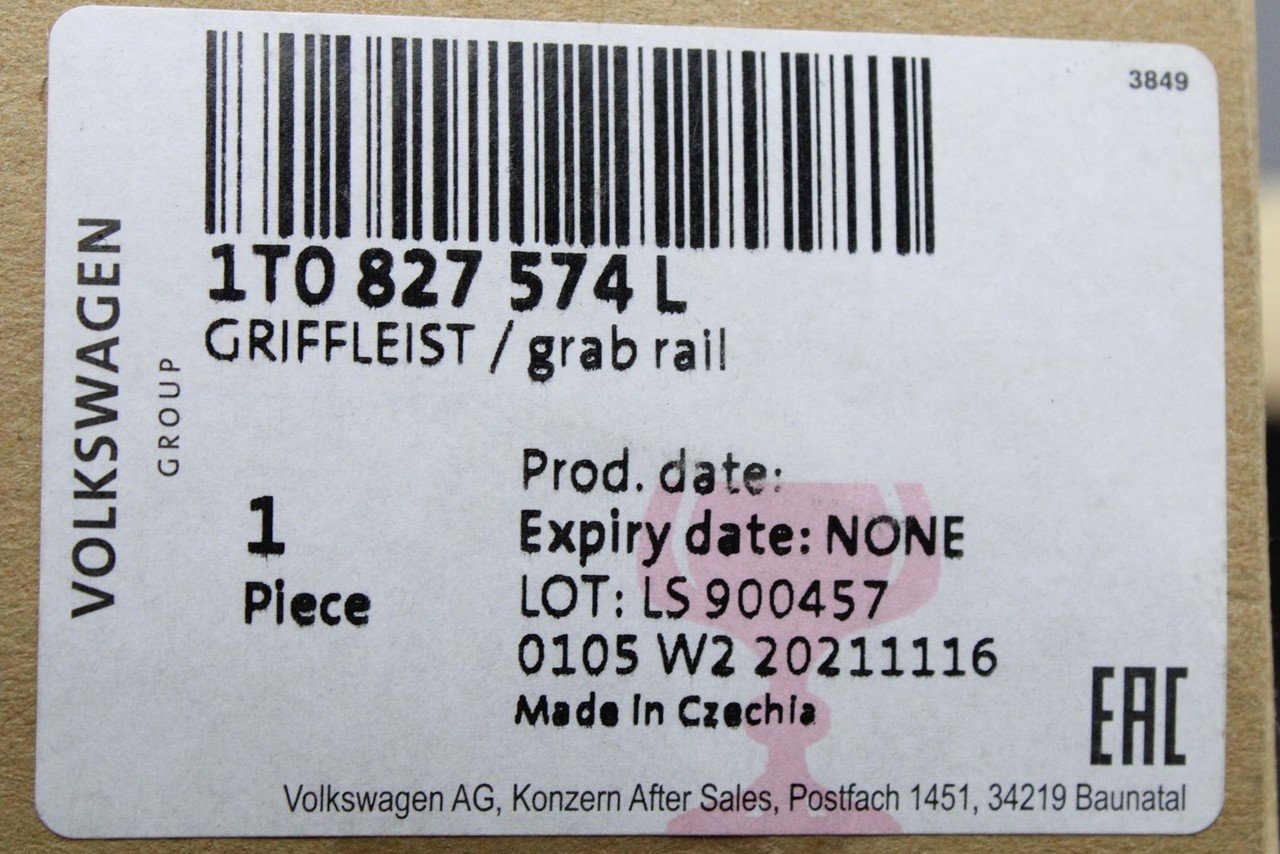 3849
VOLKSWAGEN
GROUP
1T0 827 574 L
GRIFFLEIST / grab rail
1
Piece
Prod. date:
Expiry date: NONE
LOT: LS 900457
0105 W2 20211116
Made in Czechia
EAC
Volkswagen AG, Konzern After Sales, Postfach 1451, 34219 Baunatal